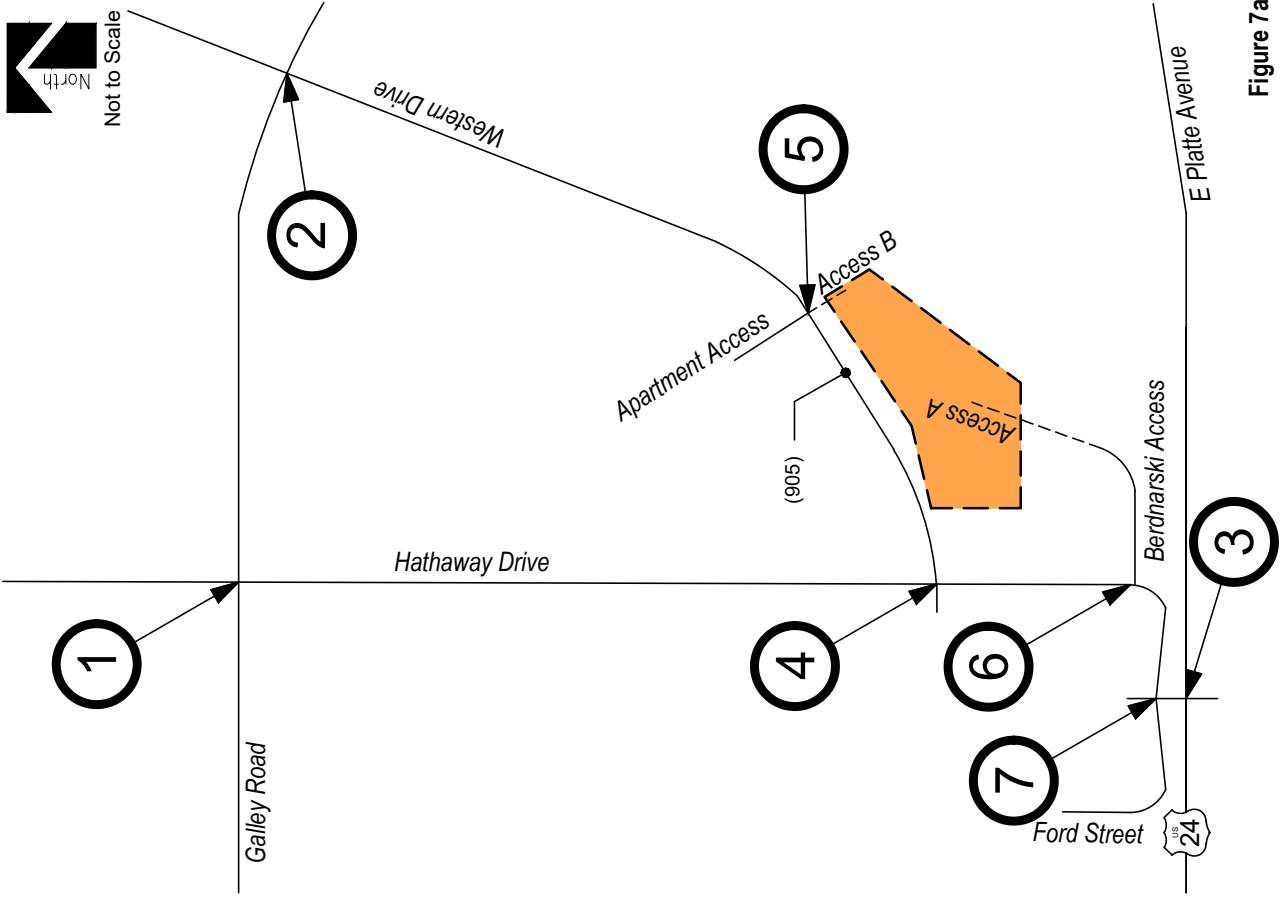 North
Not to Scale
Western Drive
1
2
5
Apartment Access
Access B
(905)
Access A
Hathaway Drive
Galley Road
4
6
7
3
Berdnarski Access
E Platte Avenue
Ford Street
US
24
Figure 7a